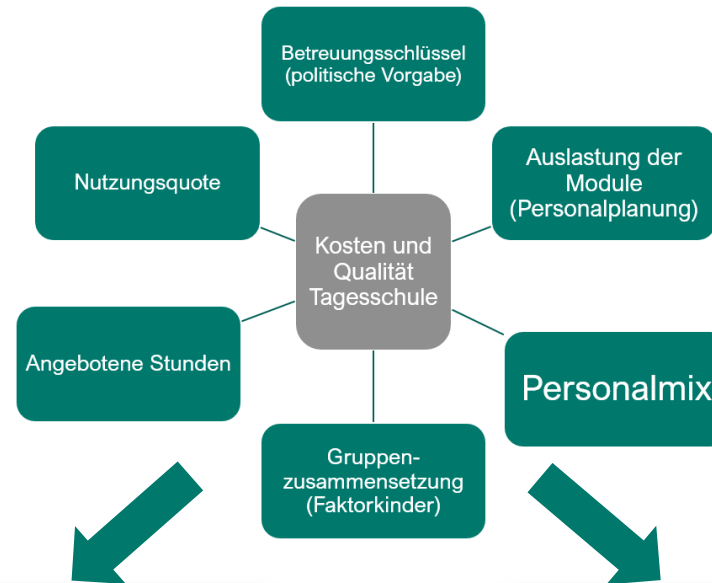 Betreuungsschlüssel
(politische Vorgabe)
Nutzungsquote
Auslastung der
Module
(Personalplanung)
Kosten und
Qualität
Tagesschule
Angebotene Stunden
Personalmix
Gruppen-
zusammensetzung
(Faktorkinder)